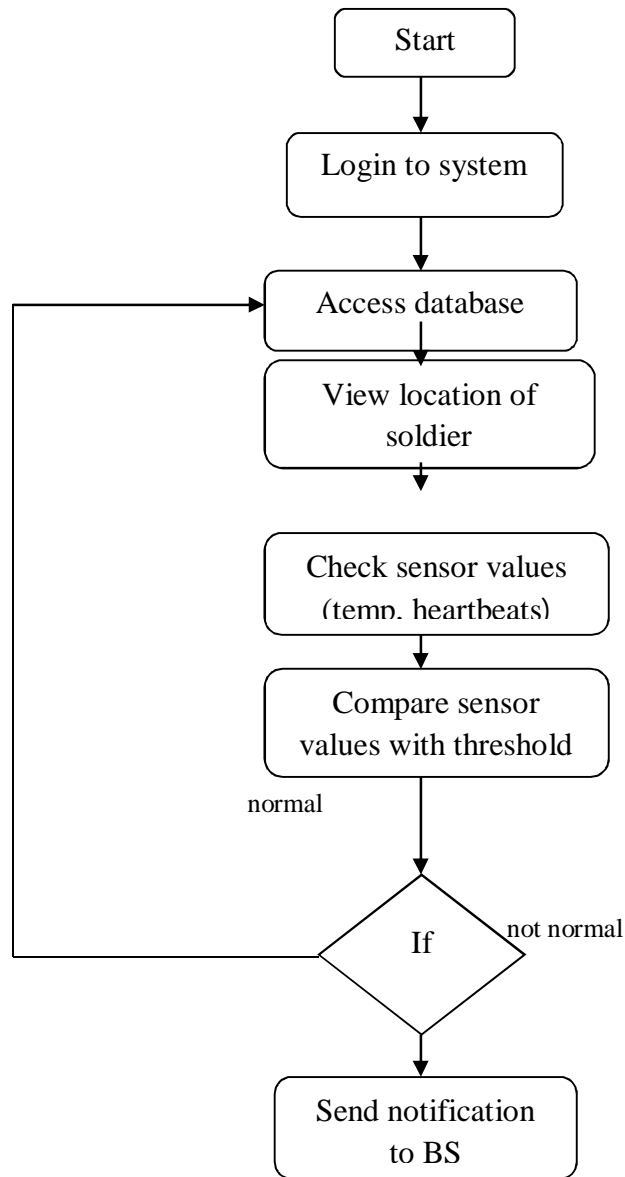 Start
Login to system
Access database
View location of
soldier
Check sensor values
(temp, heartbeats)
Compare sensor
values with threshold
normal
If
not normal
Send notification
to BS